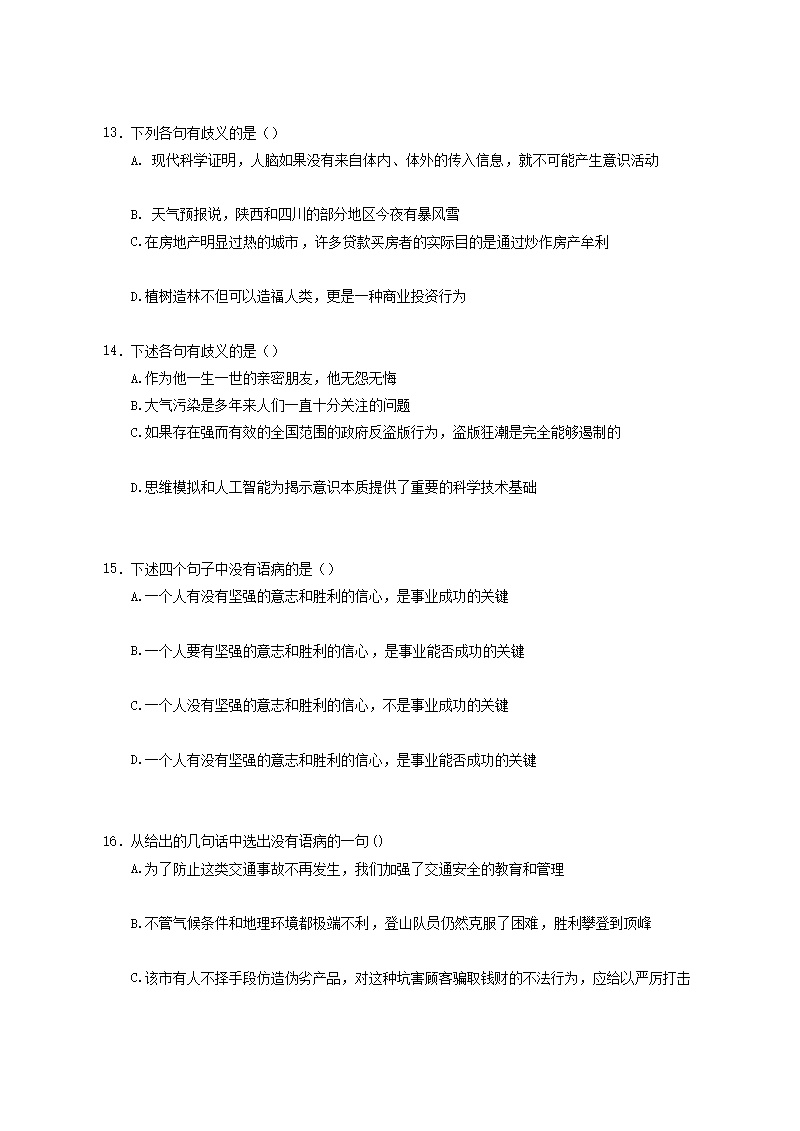 13．下列各句有歧义的是()
A. 现代科学证明，人脑如果没有来自体内、体外的传入信息，就不可能产生意识活动
B. 天气预报说，陕西和四川的部分地区今夜有暴风雪
C.在房地产明显过热的城市，许多贷款买房者的实际目的是通过炒作房产牟利
D.植树造林不但可以造福人类，更是一种商业投资行为
14．下述各句有歧义的是()
A.作为他一生一世的亲密朋友，他无怨无悔
B.大气污染是多年来人们一直十分关注的问题
C.如果存在强而有效的全国范围的政府反盗版行为，盗版狂潮是完全能够遏制的
D.思维模拟和人工智能为揭示意识本质提供了重要的科学技术基础
15．下述四个句子中没有语病的是()
A.一个人有没有坚强的意志和胜利的信心，是事业成功的关键
B.一个人要有坚强的意志和胜利的信心，是事业能否成功的关键
C.一个人没有坚强的意志和胜利的信心，不是事业成功的关键
D.一个人有没有坚强的意志和胜利的信心，是事业能否成功的关键
16．从给出的几句话中选出没有语病的一句()
A.为了防止这类交通事故不再发生，我们加强了交通安全的教育和管理
B.不管气候条件和地理环境都极端不利，登山队员仍然克服了困难，胜利攀登到顶峰
C.该市有人不择手段仿造伪劣产品，对这种坑害顾客骗取钱财的不法行为，应给以严厉打击